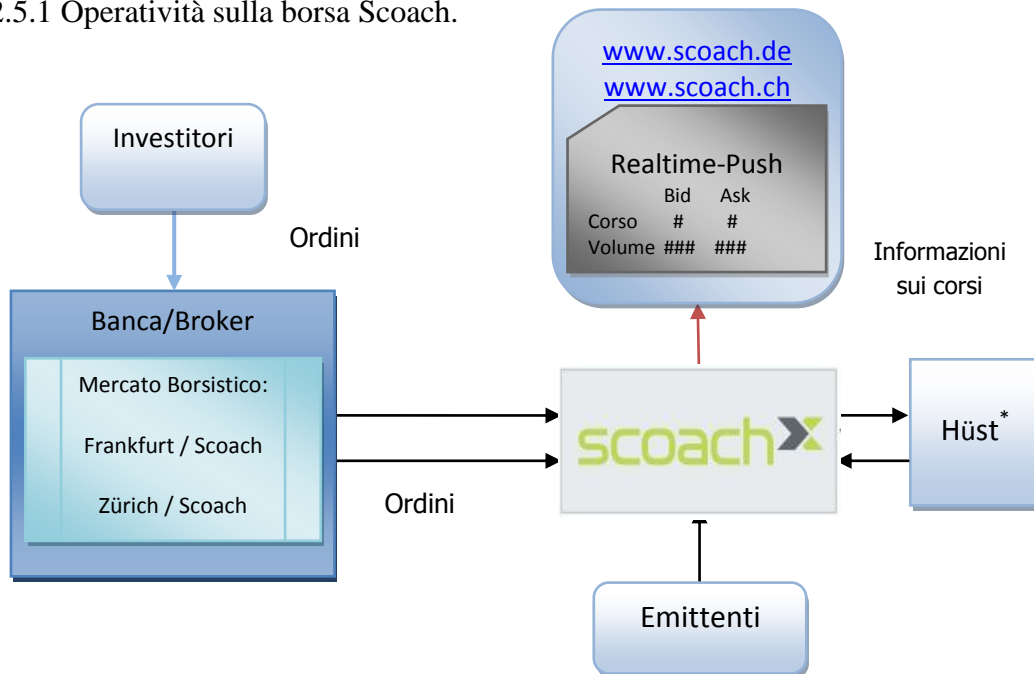 2.5.1 Operatività sulla borsa Scoach.
www.scoach.de
www.scoach.ch
Realtime-Push
Bid Ask
Corso # #
Volume ### ###
Investitori
Ordini
Informazioni
sui corsi
Banca/Broker
Mercato Borsistico:
Frankfurt / Scoach
Zürich / Scoach
Ordini
scoach
Hüst*
Emittenti